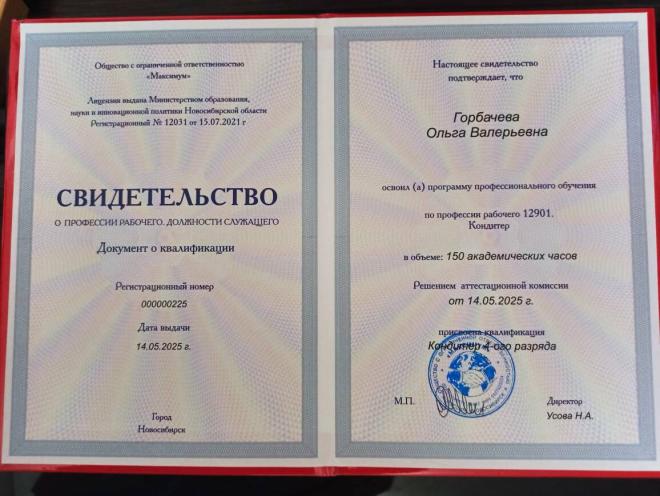 Общество с ограниченной ответственностью
«Максимум»
Лицензия выдана Министерством образования,
науки и инновационной политики Новосибирской области
Регистрационный № 12031 от 15.07.2021 г
СВИДЕТЕЛЬСТВО
О ПРОФЕССИИ РАБОЧЕГО, ДОЛЖНОСТИ СЛУЖАЩЕГО
Документ о квалификации
Регистрационный номер
000000225
Дата выдачи
14.05.2025 г.
Город
Новосибирск
Настоящее свидетельство
подтверждает, что
Горбачева
Ольга Валерьевна
освоил (а) программу профессионального обучения
по профессии рабочего 12901.
Кондитер
в объеме: 150 академических часов
Решением аттестационной комиссии
от 14.05.2025 г.
присвоена квалификация
Кондитер 4-ого разряда
М.П.
Директор
Усова Н.А.